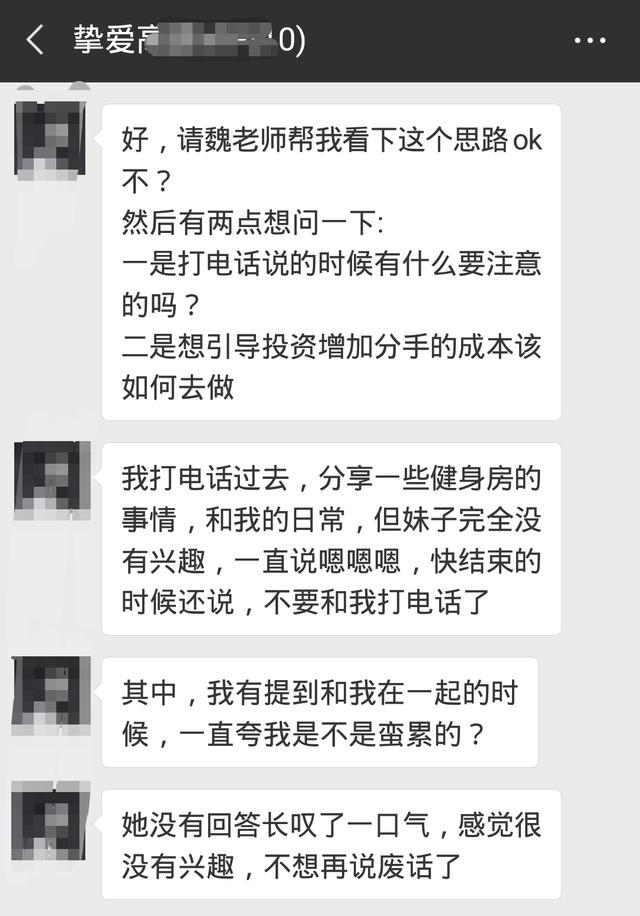 挚爱高0)
好，请魏老师帮我看下这个思路ok
不？
然后有两点想问一下:
一是打电话说的时候有什么要注意
的吗？
二是想引导投资增加分手的成本该
如何去做
我打电话过去，分享一些健身房的
事情，和我的日常，但妹子完全没
有兴趣，一直说嗯嗯嗯，快结束的
时候还说，不要和我打电话了
其中，我有提到和我在一起的时
候，一直夸我是不是蛮累的？
她没有回答长叹了一口气，感觉很
没有兴趣，不想再说废话了